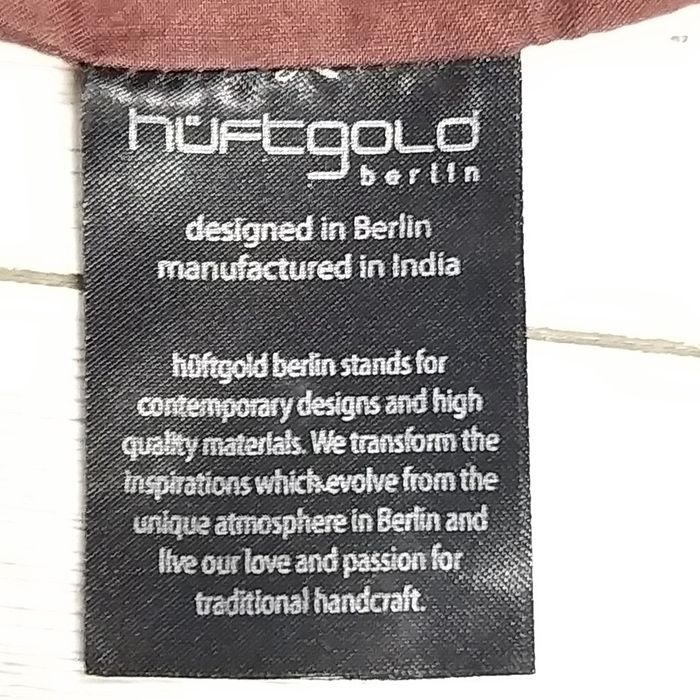 hüftgold
berlin
designed in Berlin
manufactured in India
hüftgold berlin stands for
contemporary designs and high
quality materials. We transform the
inspirations which evolve from the
unique atmosphere in Berlin and
live our love and passion for
traditional handcraft.